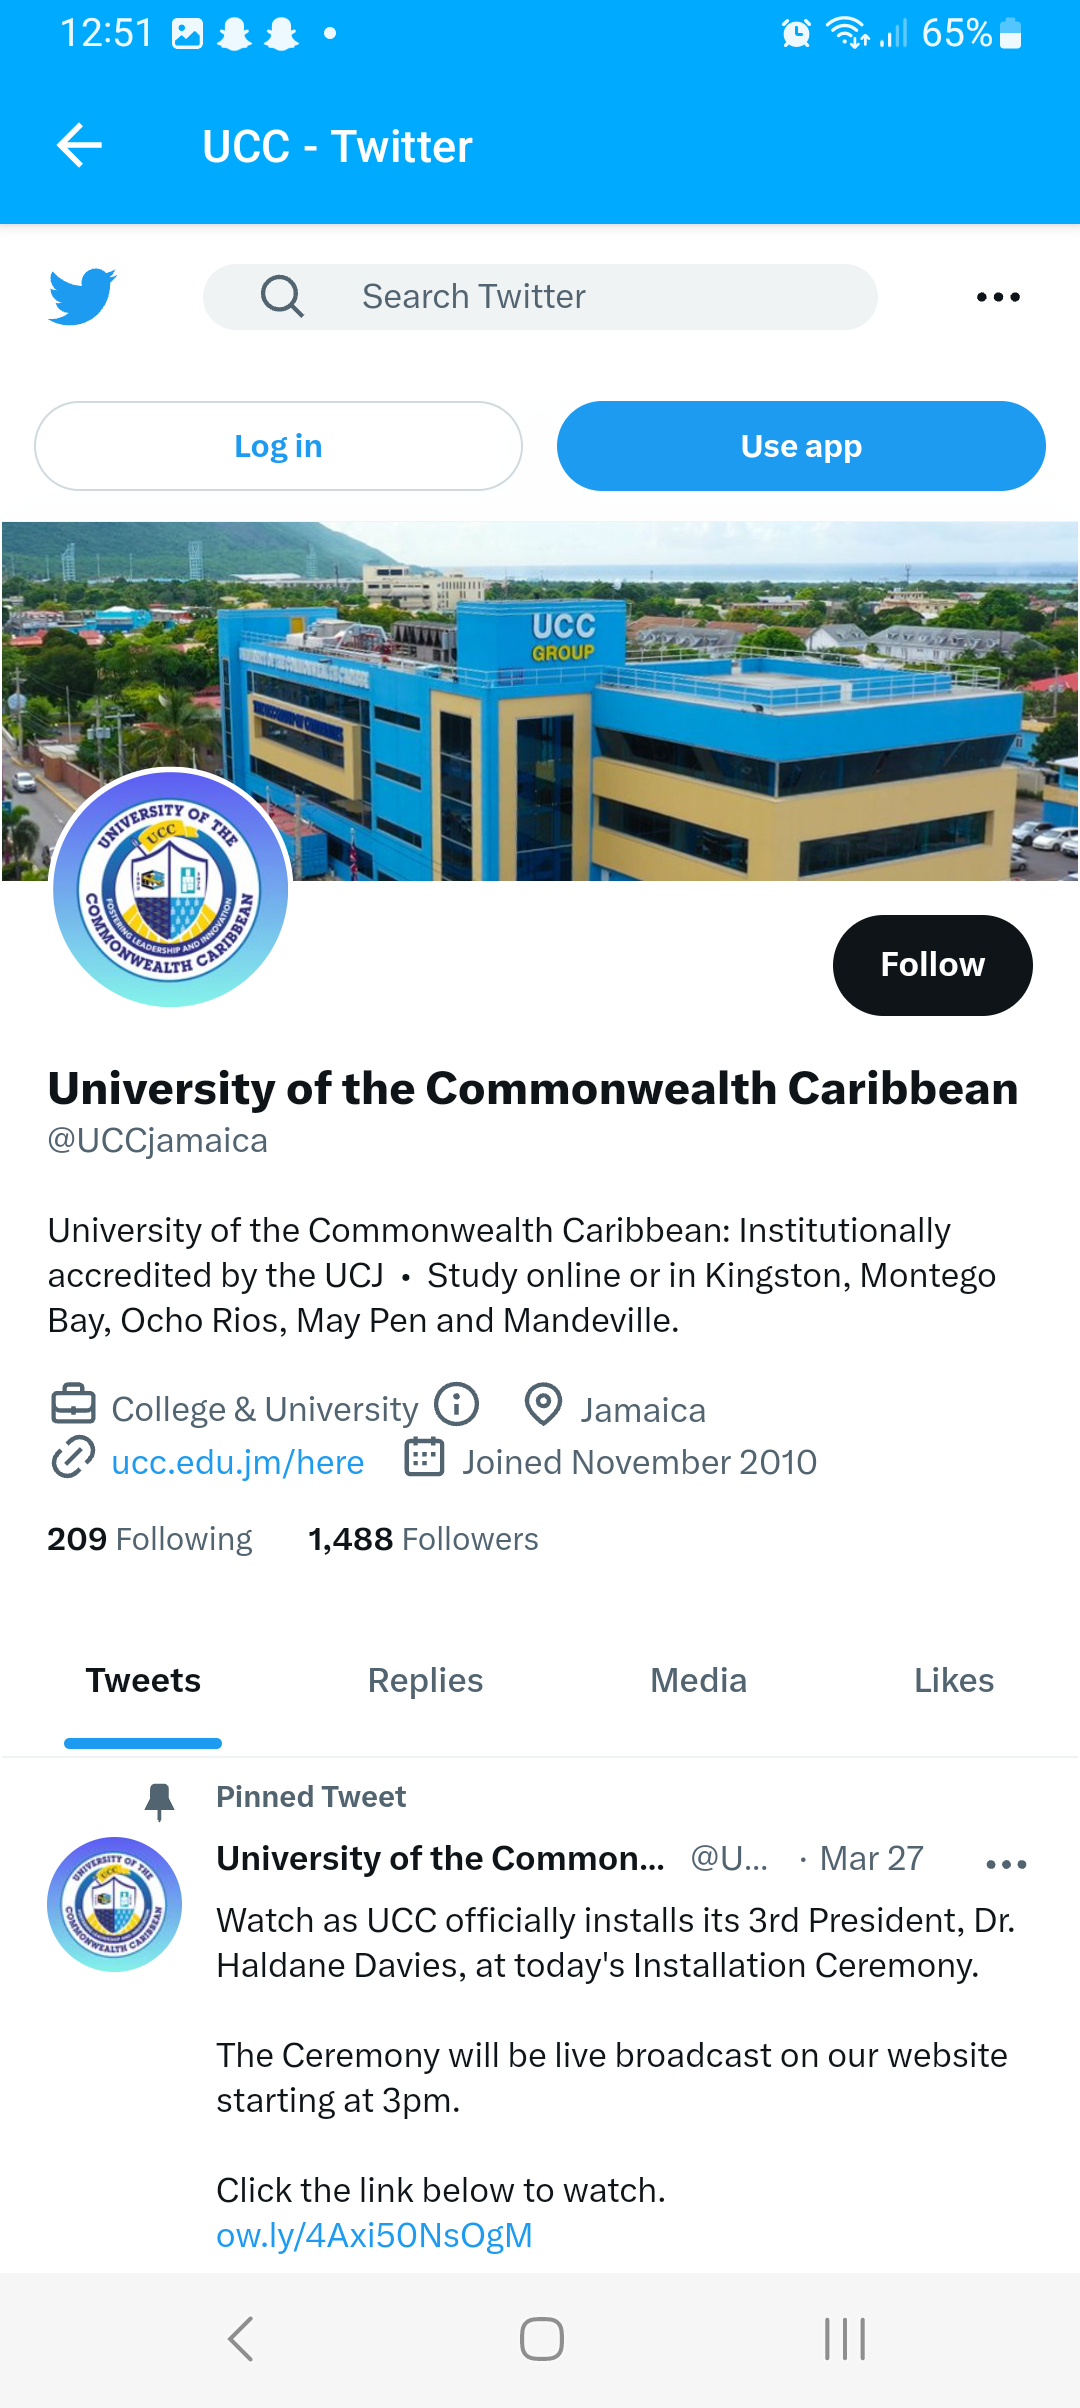 12:51
65%
UCC - Twitter
Search Twitter
Log in
Use app
UCC
GROUP
UNIVERSITY OF THE
COMMONWEALTH CARIBBEAN
UCC
FOSTERING LEADERSHIP AND INNOVATION
Follow
University of the Commonwealth Caribbean
@UCCjamaica
University of the Commonwealth Caribbean: Institutionally
accredited by the UCJ • Study online or in Kingston, Montego
Bay, Ocho Rios, May Pen and Mandeville.
College & University
Jamaica
ucc.edu.jm/here
Joined November 2010
209 Following
1,488 Followers
Tweets
Replies
Media
Likes
Pinned Tweet
University of the Common... @U... · Mar 27
UNIVERSITY OF THE
COMMONWEALTH CARIBBEAN
UCC
Watch as UCC officially installs its 3rd President, Dr.
Haldane Davies, at today's Installation Ceremony.
The Ceremony will be live broadcast on our website
starting at 3pm.
Click the link below to watch.
ow.ly/4Axi50NsOgM